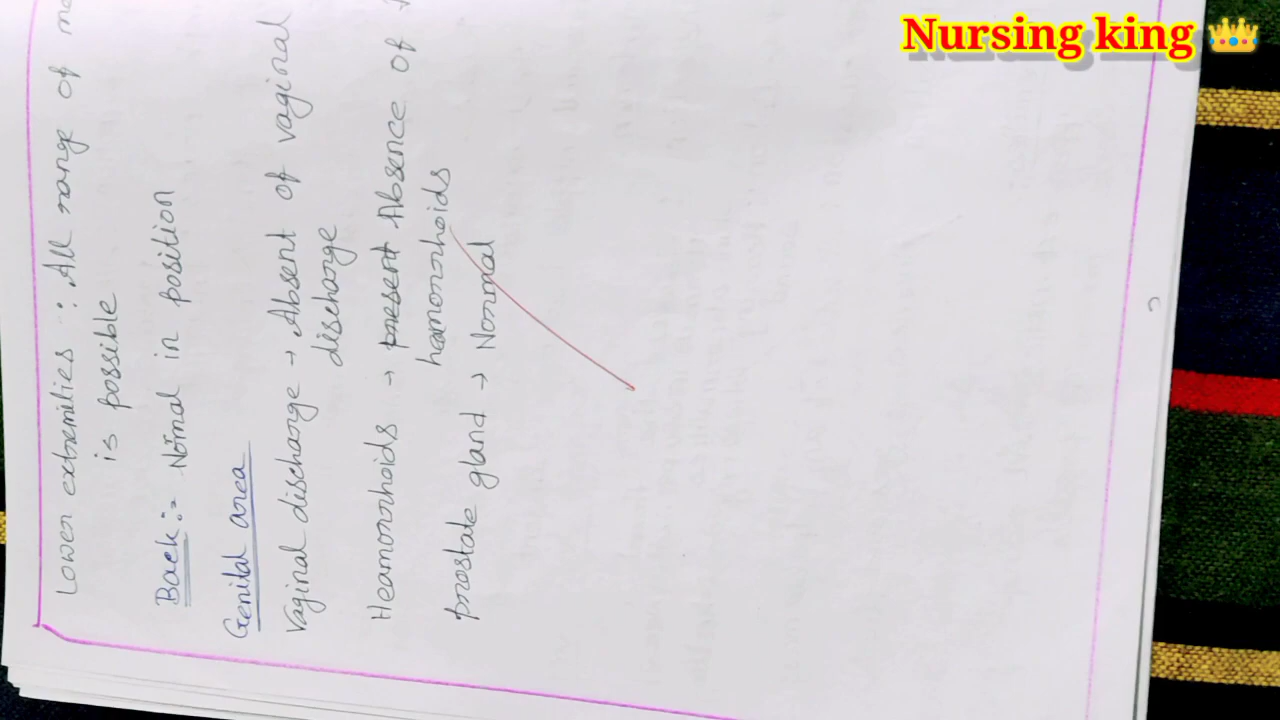 Nursing king
Lower extremities : All range of
is possible
Back :- Normal in position
Genital area
Vaginal discharge → Absent of vaginal
discharge
Heamorrhoids → present Absence of
hamorrhoids
prostate gland → Normal